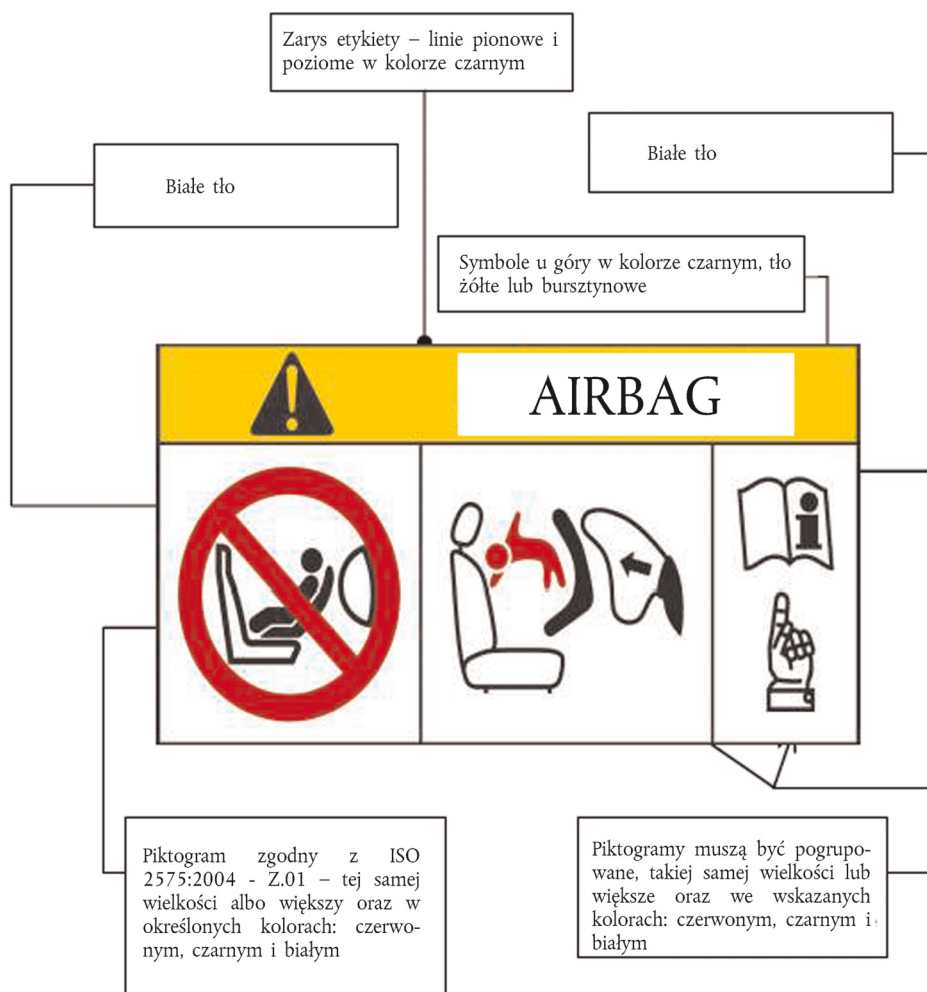 Zarys etykiety – linie pionowe i
poziome w kolorze czarnym
Białe tło
Białe tło
Symbole u góry w kolorze czarnym, tło
żółte lub bursztynowe
AIRBAG
i
Piktogram zgodny z ISO
2575:2004 - Z.01 – tej samej
wielkości albo większy oraz w
określonych kolorach: czerwo-
nym, czarnym i białym
Piktogramy muszą być pogrupo-
wane, takiej samej wielkości lub
większe oraz we wskazanych
kolorach: czerwonym, czarnym i
białym